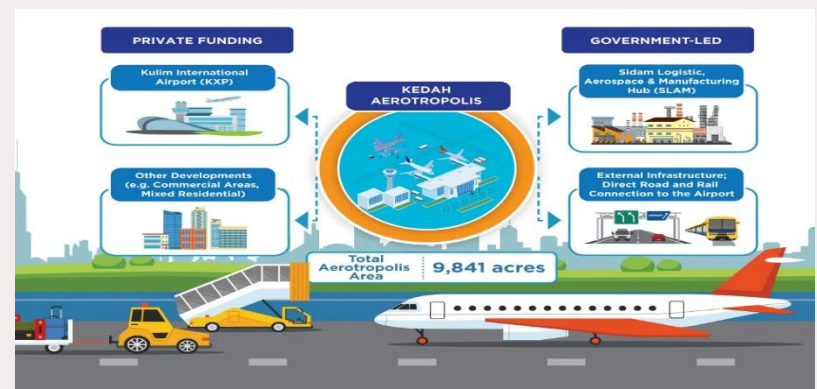 PRIVATE FUNDING
Kulim International
Airport (KXP)
Other Developments
(e.g. Commercial Areas,
Mixed Residential)
KEDAH
AEROTROPOLIS
Total
Aerotropolis
Area
9,841 acres
GOVERNMENT-LED
Sidam Logistic,
Aerospace & Manufacturing
Hub (SLAM)
External Infrastructure;
Direct Road and Rail
Connection to the Airport